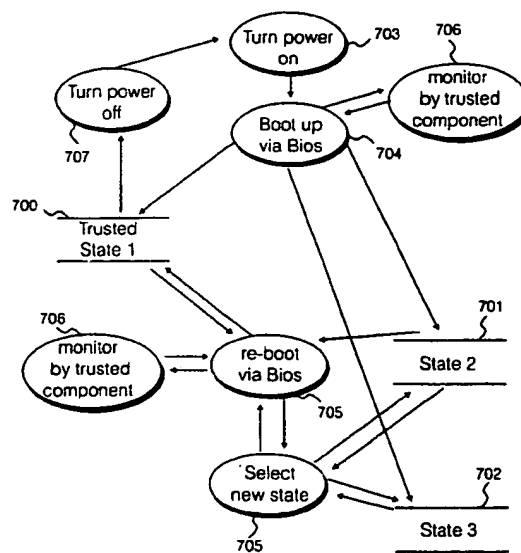 Turn power
on
703
706
monitor
by trusted
component
Turn power
off
707
Boot up
via Bios
704
700
Trusted
State 1
706
monitor
by trusted
component
re-boot
via Bios
705
701
State 2
Select
new state
705
702
State 3